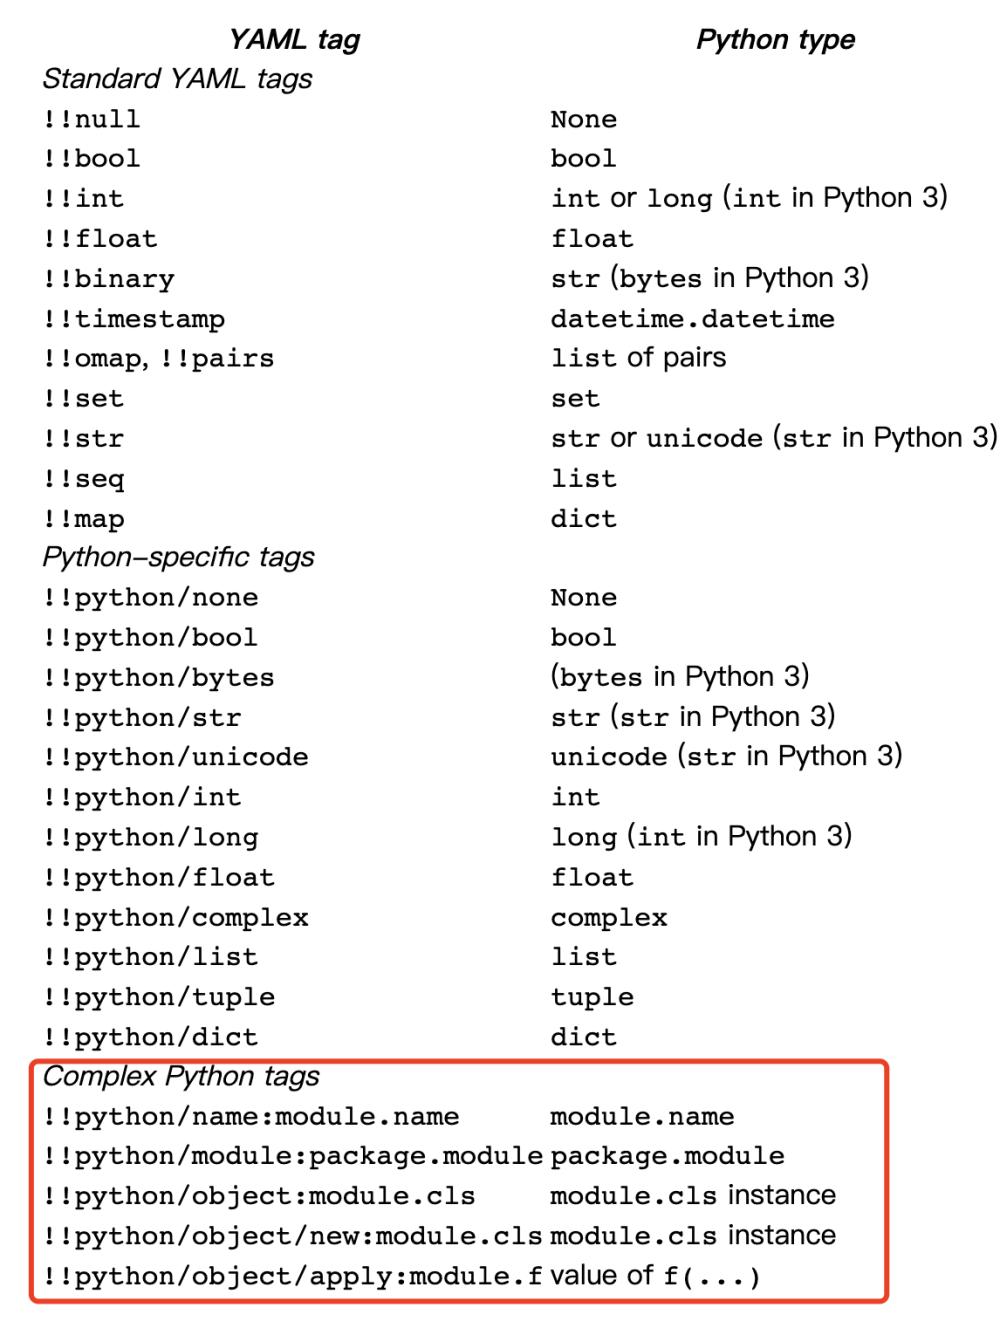 YAML tag Python type
Standard YAML tags
!!null None
!!bool bool
!!int int or long (int in Python 3)
!!float float
!!binary str (bytes in Python 3)
!!timestamp datetime.datetime
!!omap, !!pairs list of pairs
!!set set
!!str str or unicode (str in Python 3)
!!seq list
!!map dict
Python-specific tags
!!python/none None
!!python/bool bool
!!python/bytes (bytes in Python 3)
!!python/str str (str in Python 3)
!!python/unicode unicode (str in Python 3)
!!python/int int
!!python/long long (int in Python 3)
!!python/float float
!!python/complex complex
!!python/list list
!!python/tuple tuple
!!python/dict dict
Complex Python tags
!!python/name:module.name module.name
!!python/module:package.module package.module
!!python/object:module.cls module.cls instance
!!python/object/new:module.cls module.cls instance
!!python/object/apply:module.f value of f(...)